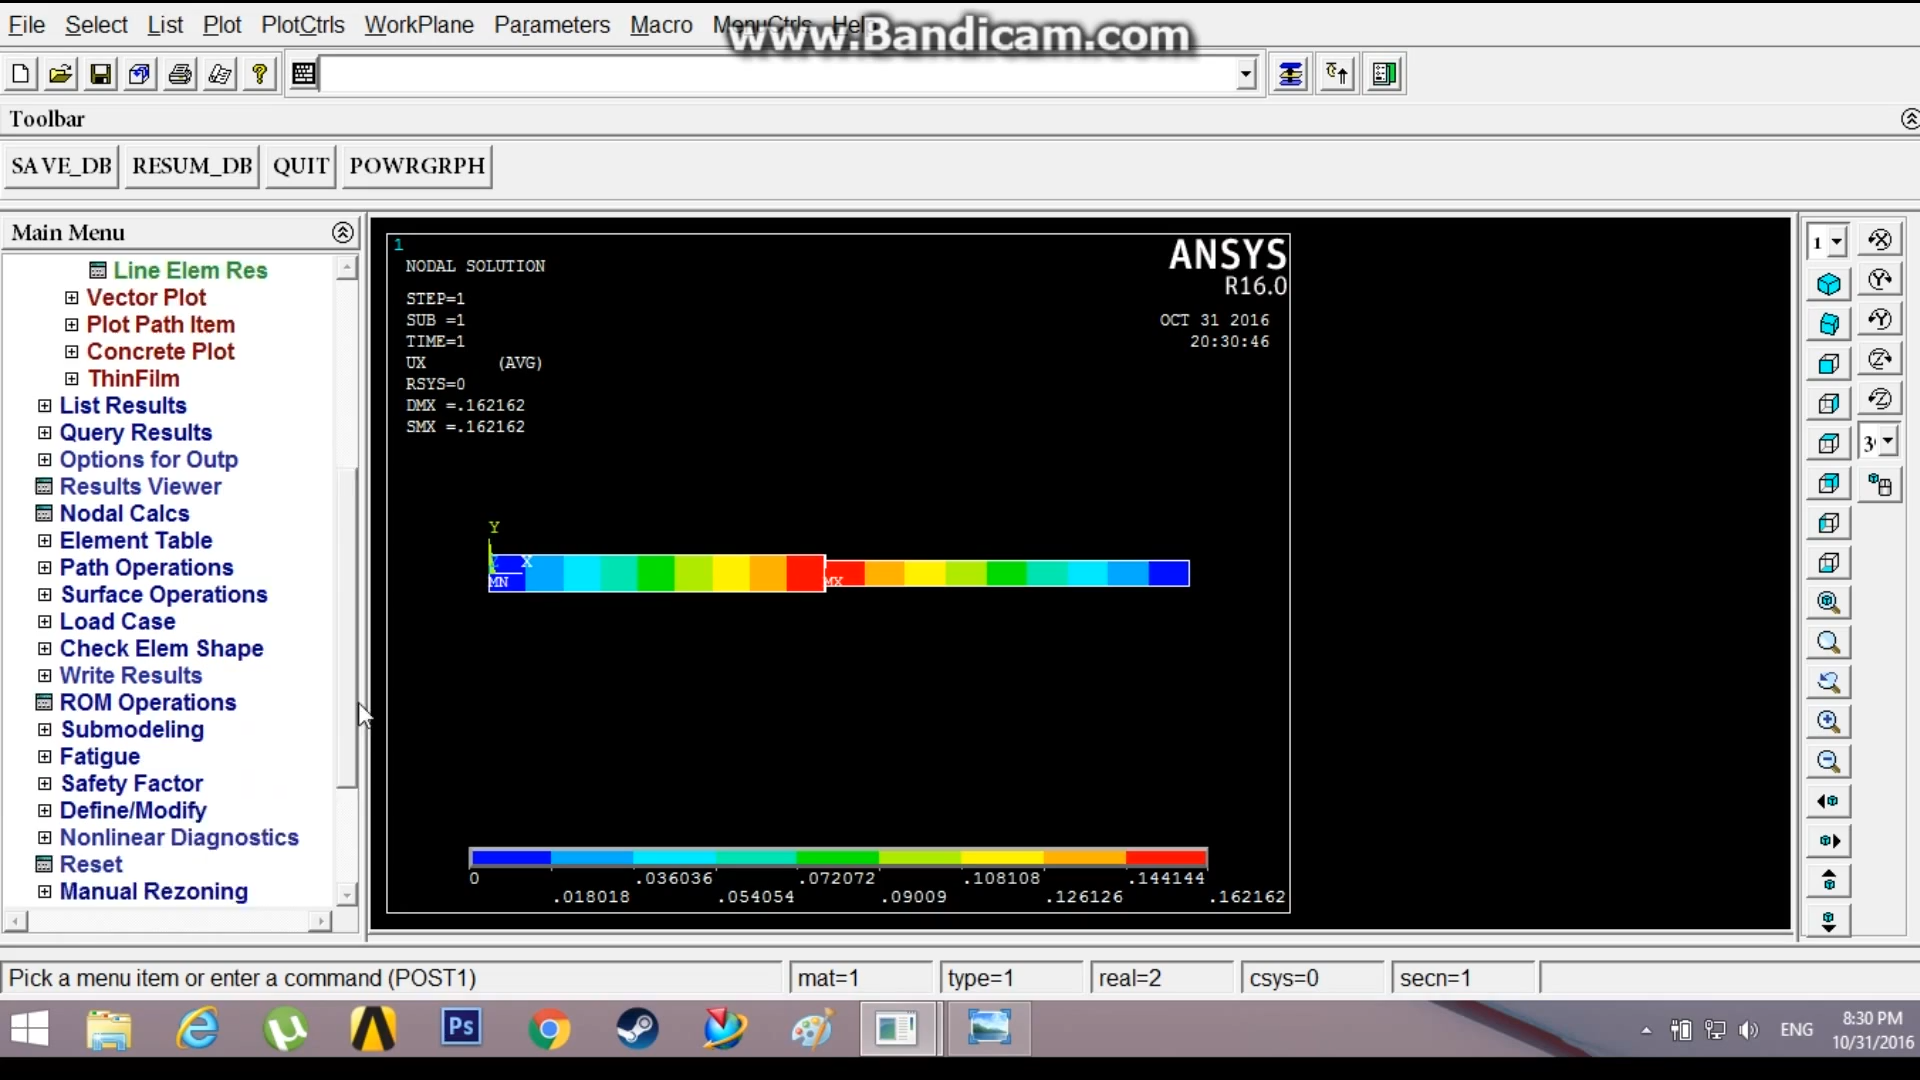 File Select List Plot PlotCtrls WorkPlane Parameters Macro MenuCtrls Help
www.Bandicam.com
Toolbar
SAVE_DB RESUM_DB QUIT POWRGRPH
Main Menu
Line Elem Res
Vector Plot
Plot Path Item
Concrete Plot
ThinFilm
List Results
Query Results
Options for Outp
Results Viewer
Nodal Calcs
Element Table
Path Operations
Surface Operations
Load Case
Check Elem Shape
Write Results
ROM Operations
Submodeling
Fatigue
Safety Factor
Define/Modify
Nonlinear Diagnostics
Reset
Manual Rezoning
1
NODAL SOLUTION
STEP=1
SUB =1
TIME=1
UX (AVG)
RSYS=0
DMX =.162162
SMX =.162162
ANSYS
R16.0
OCT 31 2016
20:30:46
Y
X
MN
MX
0 .036036 .072072 .108108 .144144
.018018 .054054 .09009 .126126 .162162
1
Pick a menu item or enter a command (POST1) mat=1 type=1 real=2 csys=0 secn=1
Ps
ENG
8:30 PM
10/31/2016